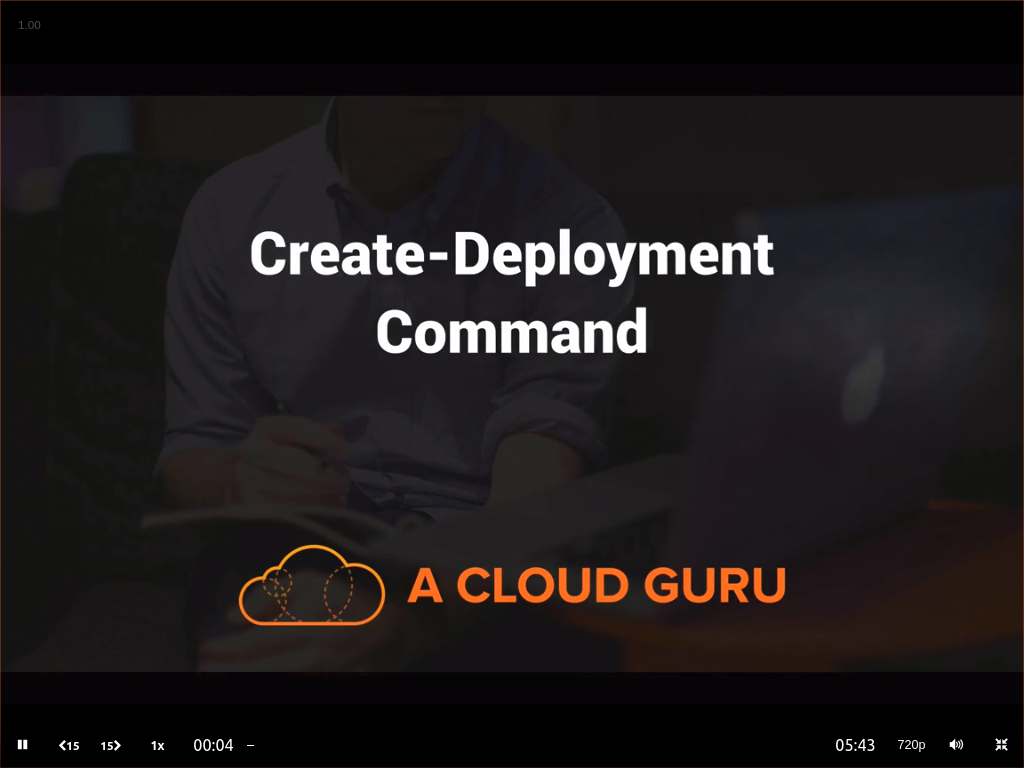 1.00
Create-Deployment
Command
A CLOUD GURU
15 15 1x 00:04 05:43 720p